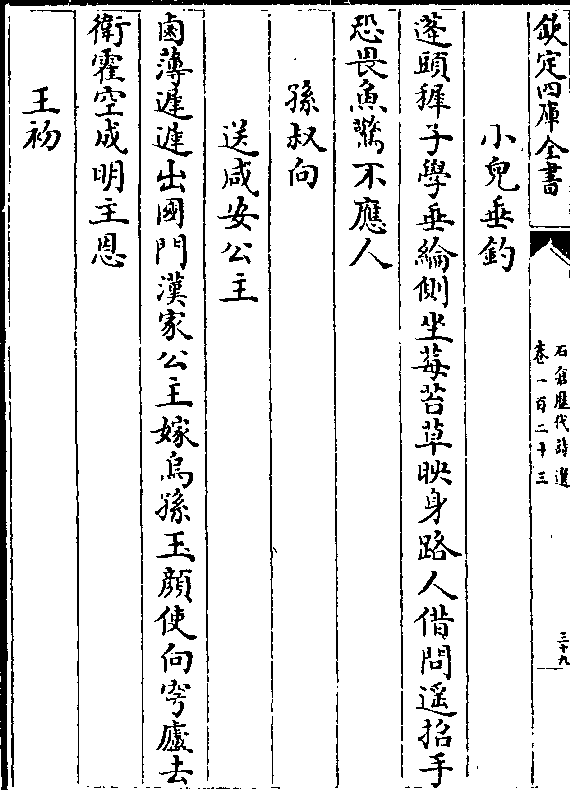 欽定四庫全書
石倉歷代詩選
卷一百二十三
三十九
小兒垂釣
蓬頭稚子學垂綸側坐莓苔草映身路人借問遥招手
恐畏魚驚不應人
孫叔向
送咸安公主
鹵薄遲遲出國門漢家公主嫁烏孫玉顔使向穹廬去
衛霍空成明主恩
王初